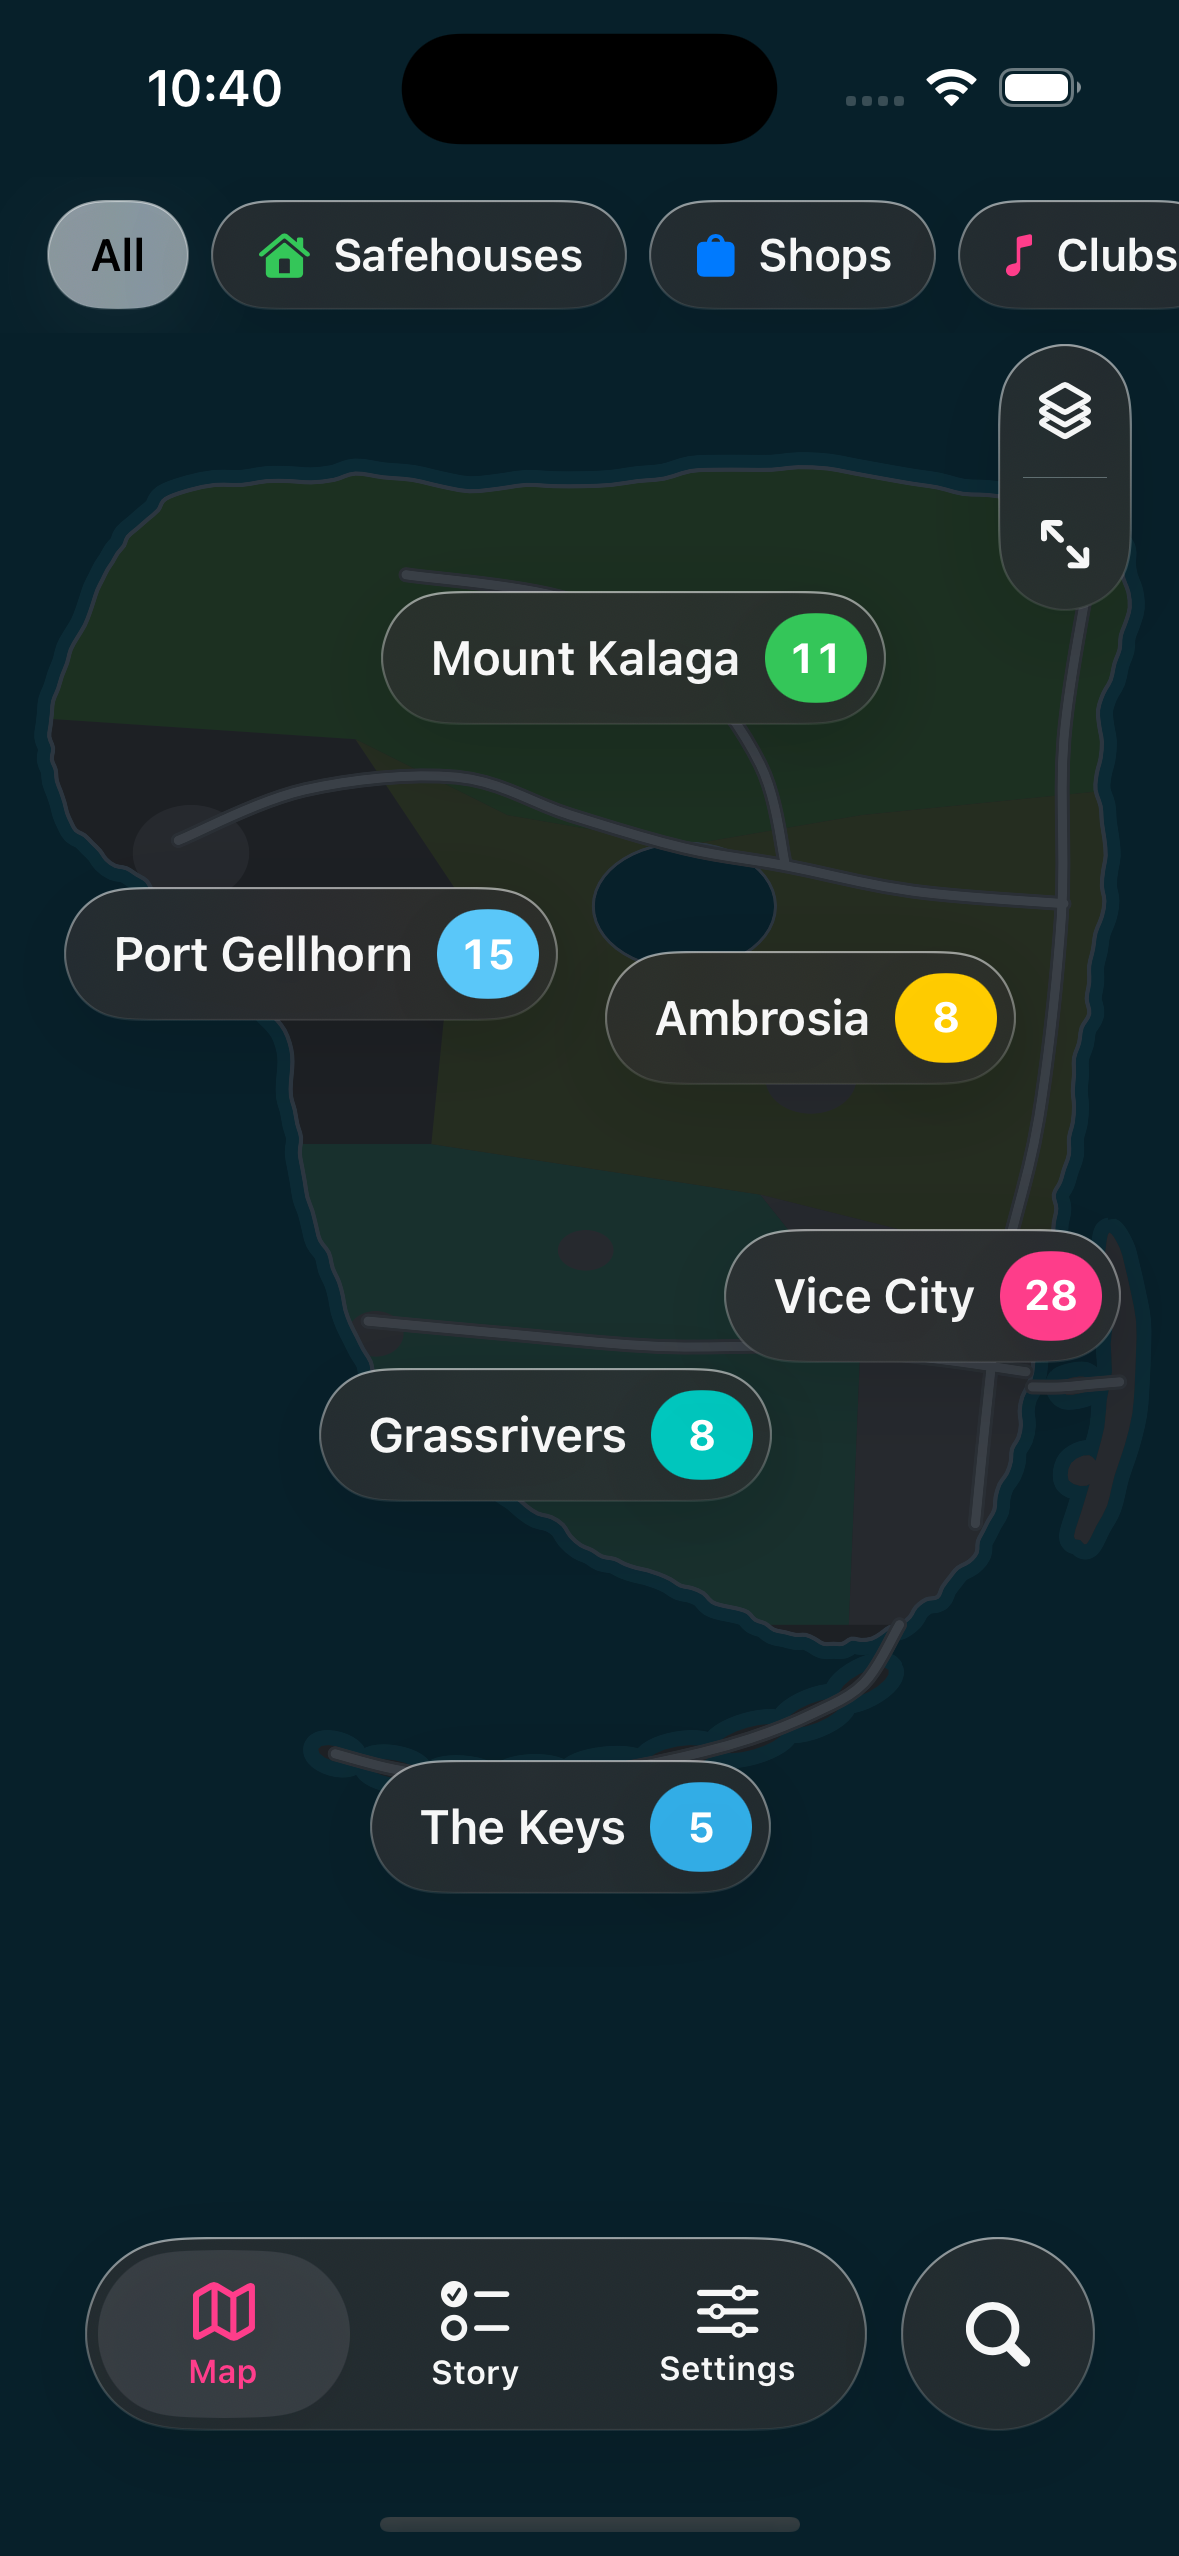 10:40
All
Safehouses
Shops
Clubs
Mount Kalaga 11
Port Gellhorn 15
Ambrosia 8
Vice City 28
Grassrivers 8
The Keys 5
Map
Story
Settings